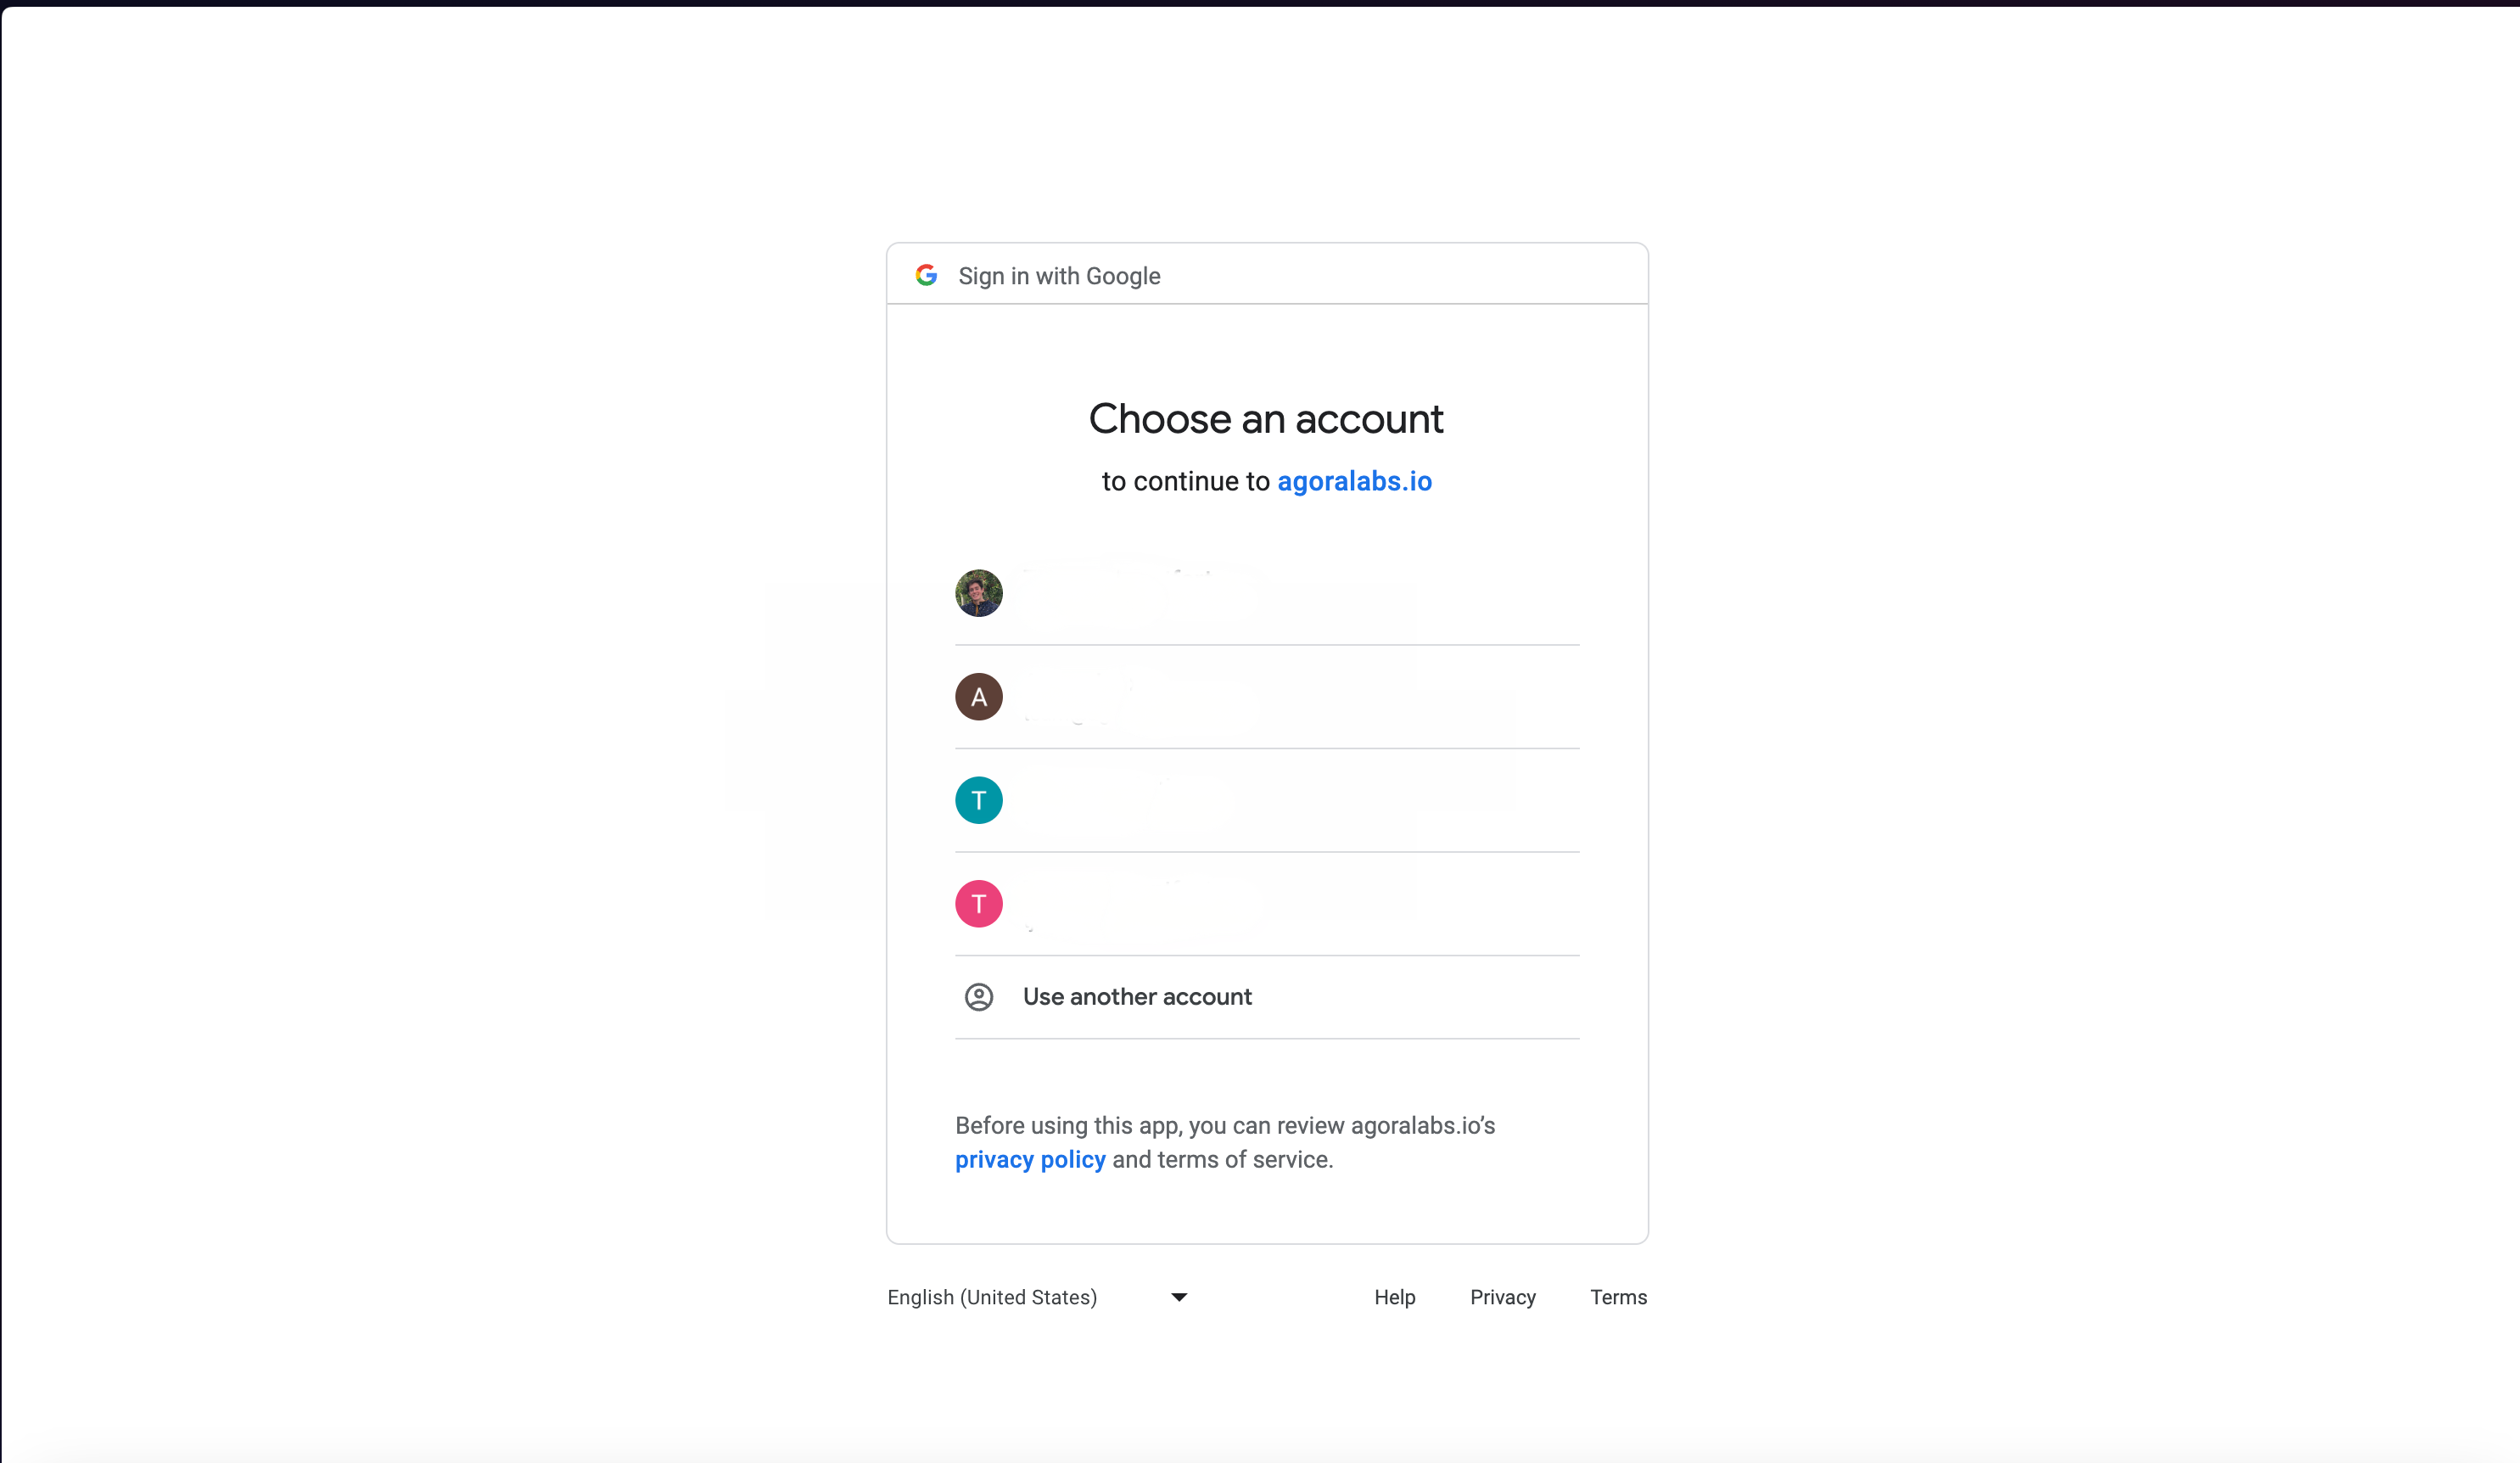 Sign in with Google
Choose an account
to continue to agoralabs.io
A
T
T
Use another account
Before using this app, you can review agoralabs.io’s
privacy policy and terms of service.
English (United States)
Help
Privacy
Terms